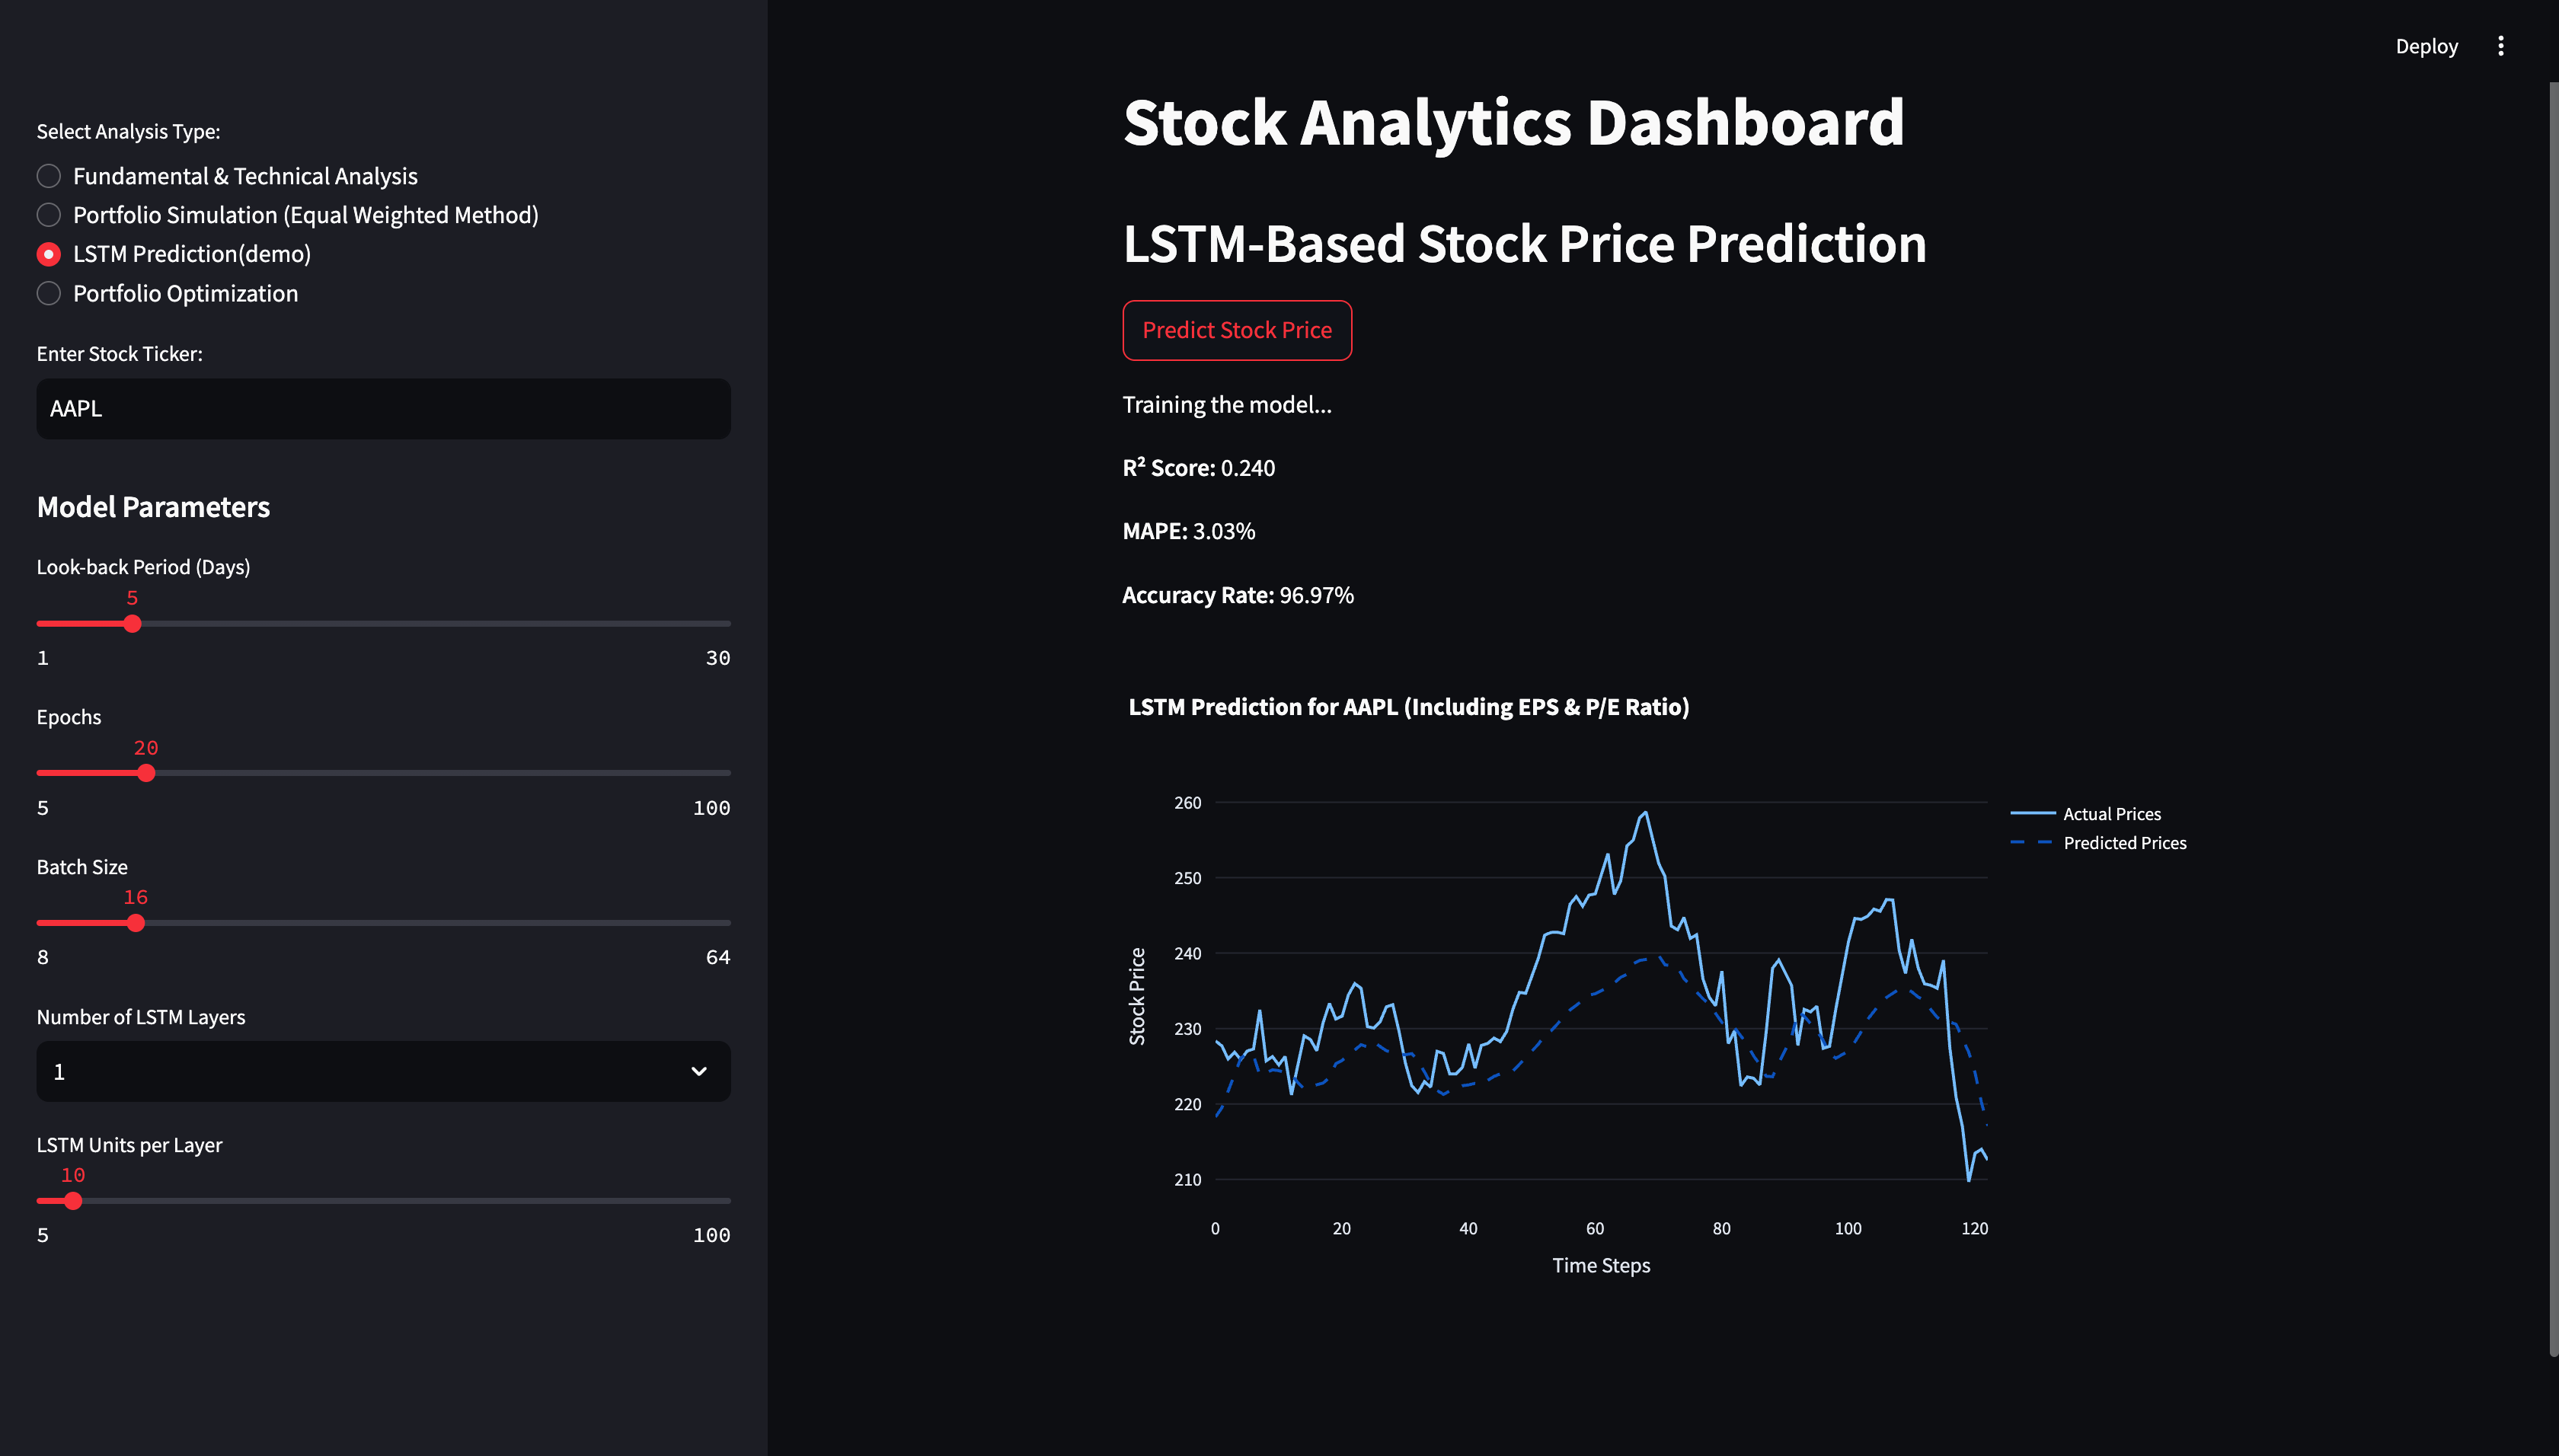 Deploy
Select Analysis Type:
Fundamental & Technical Analysis
Portfolio Simulation (Equal Weighted Method)
LSTM Prediction(demo)
Portfolio Optimization
Enter Stock Ticker:
AAPL
Model Parameters
Look-back Period (Days)
5
1 30
Epochs
20
5 100
Batch Size
16
8 64
Number of LSTM Layers
1
LSTM Units per Layer
10
5 100
Stock Analytics Dashboard
LSTM-Based Stock Price Prediction
Predict Stock Price
Training the model...
R² Score: 0.240
MAPE: 3.03%
Accuracy Rate: 96.97%
LSTM Prediction for AAPL (Including EPS & P/E Ratio)
Actual Prices
Predicted Prices
Stock Price
260
250
240
230
220
210
0 20 40 60 80 100 120
Time Steps